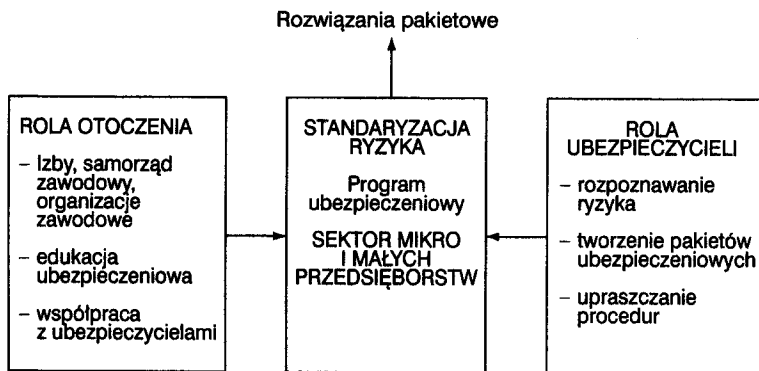 Rozwiązania pakietowe
ROLA OTOCZENIA
– Izby, samorząd
zawodowy,
organizacje
zawodowe
– edukacja
ubezpieczeniowa
– współpraca
z ubezpieczycielami
STANDARYZACJA
RYZYKA
Program
ubezpieczeniowy
SEKTOR MIKRO
I MAŁYCH
PRZEDSIĘBORSTW
ROLA
UBEZPIECZYCIELI
– rozpoznawanie
ryzyka
– tworzenie pakietów
ubezpieczeniowych
– upraszczanie
procedur